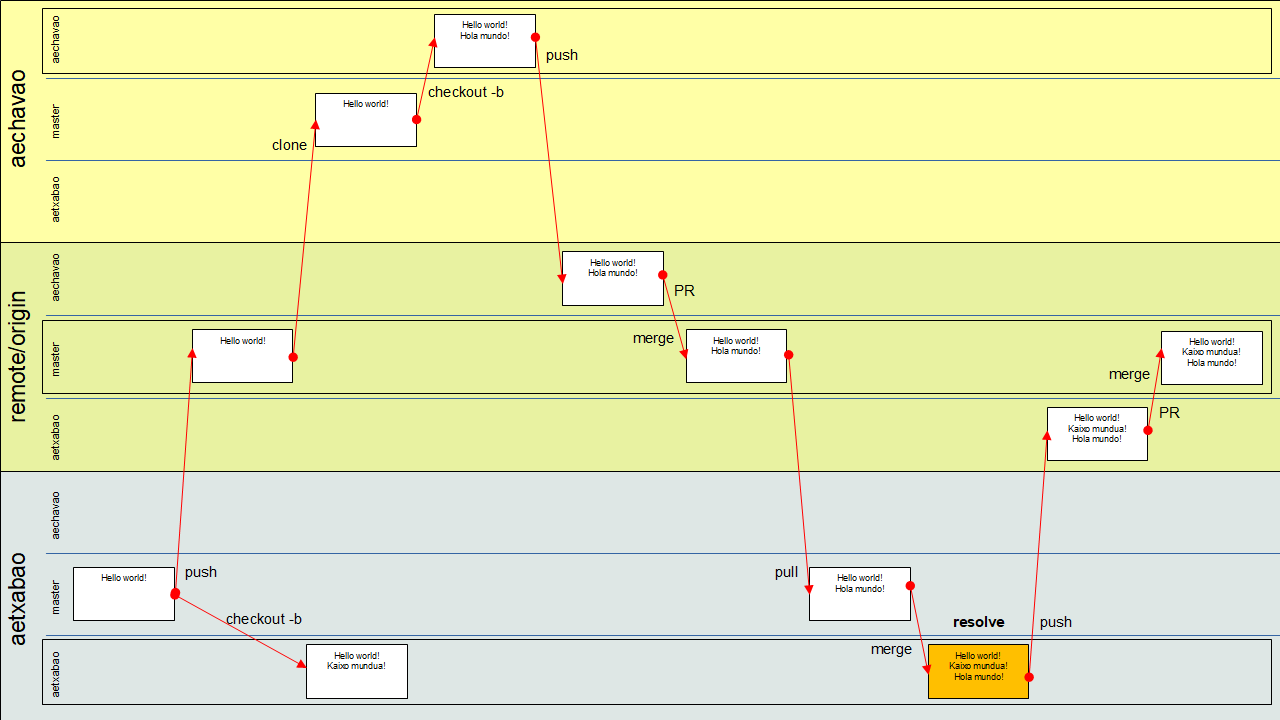 aechavao
aechavao
Hello world!
Hola mundo!
push
master
Hello world!
checkout -b
clone
aetxabao
remote/origin
aechavao
Hello world!
Hola mundo!
PR
master
Hello world!
merge
Hello world!
Hola mundo!
Hello world!
Kaixo mundua!
Hola mundo!
merge
aetxabao
Hello world!
Kaixo mundua!
Hola mundo!
PR
aetxabao
aechavao
master
Hello world!
push
checkout -b
pull
Hello world!
Hola mundo!
resolve
push
aetxabao
Hello world!
Kaixo mundua!
merge
Hello world!
Kaixo mundua!
Hola mundo!